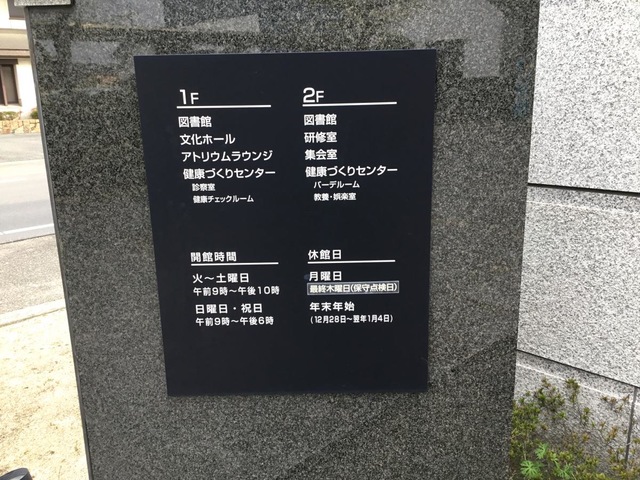 1F
図書館
文化ホール
アトリウムラウンジ
健康づくりセンター
診察室
健康チェックルーム
2F
図書館
研修室
集会室
健康づくりセンター
バーデルーム
教養・娯楽室
開館時間
火～土曜日
午前9時～午後10時
日曜日・祝日
午前9時～午後6時
休館日
月曜日
最終木曜日(保守点検日)
年末年始
(12月28日～翌年1月4日)